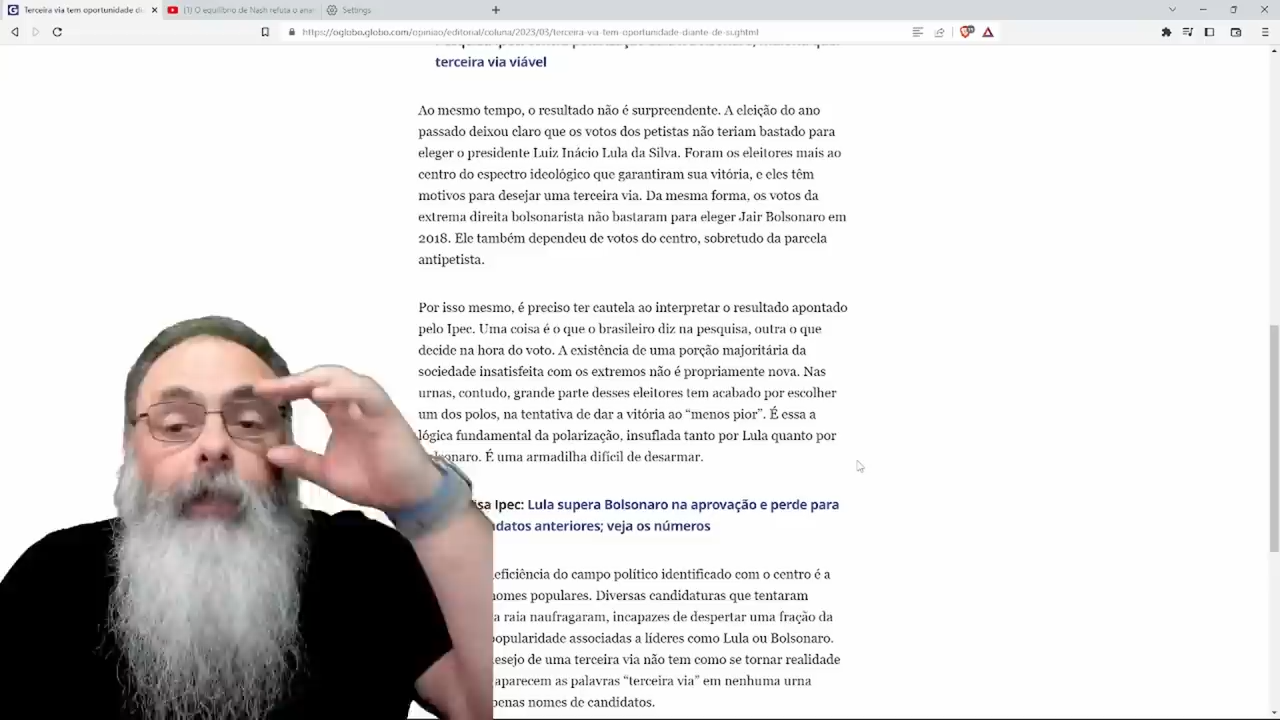 Terceira via tem oportunidade di
(1) O equilíbrio de Nash refuta o anar
Settings
https://oglobo.globo.com/opiniao/editorial/coluna/2023/03/terceira-via-tem-oportunidade-diante-de-si.ghtml
terceira via viável
Ao mesmo tempo, o resultado não é surpreendente. A eleição do ano
passado deixou claro que os votos dos petistas não teriam bastado para
eleger o presidente Luiz Inácio Lula da Silva. Foram os eleitores mais ao
centro do espectro ideológico que garantiram sua vitória, e eles têm
motivos para desejar uma terceira via. Da mesma forma, os votos da
extrema direita bolsonarista não bastaram para eleger Jair Bolsonaro em
2018. Ele também dependeu de votos do centro, sobretudo da parcela
antipetista.
Por isso mesmo, é preciso ter cautela ao interpretar o resultado apontado
pelo Ipec. Uma coisa é o que o brasileiro diz na pesquisa, outra o que
decide na hora do voto. A existência de uma porção majoritária da
sociedade insatisfeita com os extremos não é propriamente nova. Nas
urnas, contudo, grande parte desses eleitores tem acabado por escolher
um dos polos, na tentativa de dar a vitória ao “menos pior”. É essa a
lógica fundamental da polarização, insuflada tanto por Lula quanto por
lsonaro. É uma armadilha difícil de desarmar.
isa Ipec: Lula supera Bolsonaro na aprovação e perde para
ndatos anteriores; veja os números
eficiência do campo político identificado com o centro é a
nomes populares. Diversas candidaturas que tentaram
a raia naufragaram, incapazes de despertar uma fração da
popularidade associadas a líderes como Lula ou Bolsonaro.
esejo de uma terceira via não tem como se tornar realidade
aparecem as palavras “terceira via” em nenhuma urna
penas nomes de candidatos.